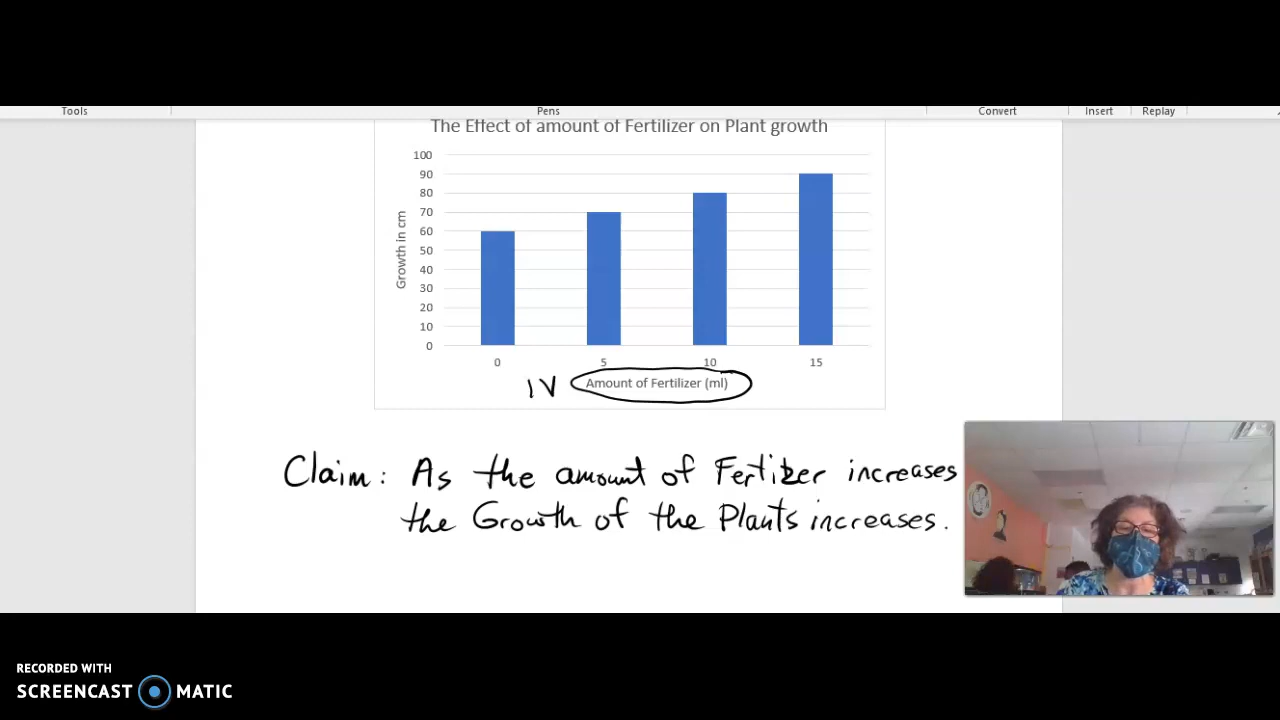 Tools Pens Convert Insert Replay
The Effect of amount of Fertilizer on Plant growth
100
90
80
70
60
50
40
30
20
10
0
Growth in cm
0 5 10 15
IV Amount of Fertilizer (ml)
Claim: As the amount of Fertilizer increases
the Growth of the Plants increases.
RECORDED WITH
SCREENCAST MATIC